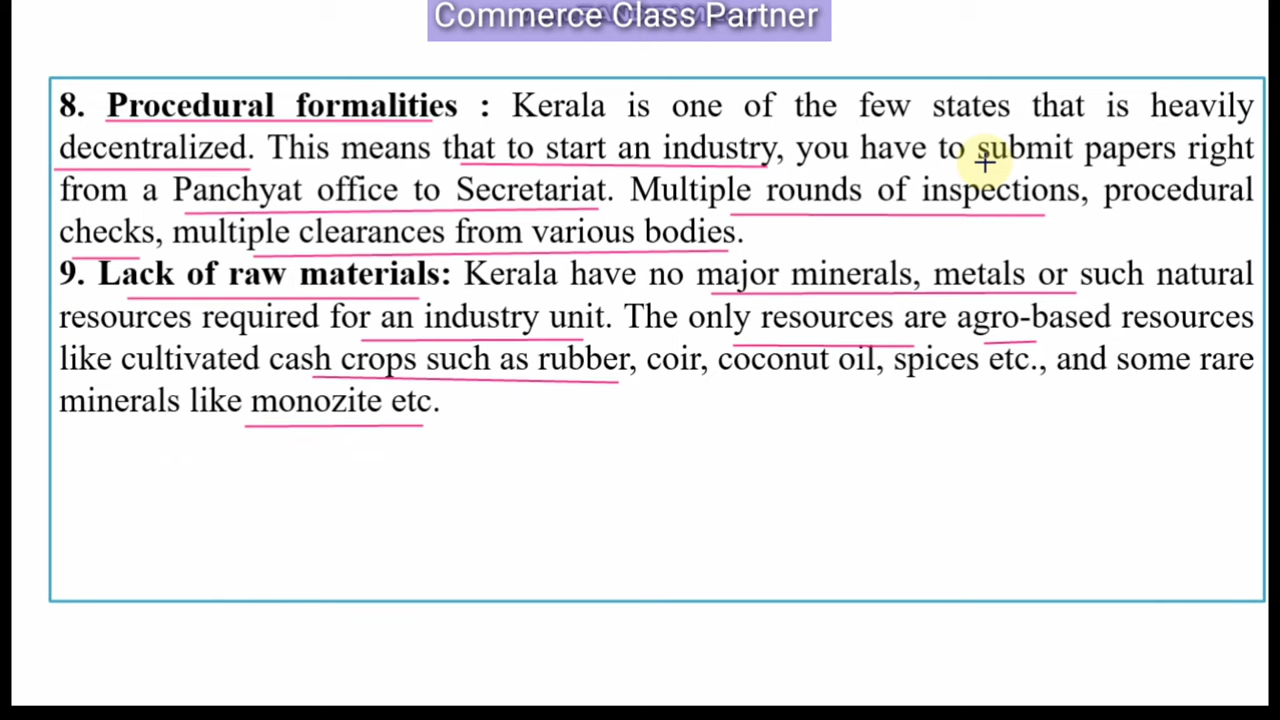 Commerce Class Partner
8. Procedural formalities : Kerala is one of the few states that is heavily
decentralized. This means that to start an industry, you have to submit papers right
from a Panchyat office to Secretariat. Multiple rounds of inspections, procedural
checks, multiple clearances from various bodies.
9. Lack of raw materials: Kerala have no major minerals, metals or such natural
resources required for an industry unit. The only resources are agro-based resources
like cultivated cash crops such as rubber, coir, coconut oil, spices etc., and some rare
minerals like monozite etc.